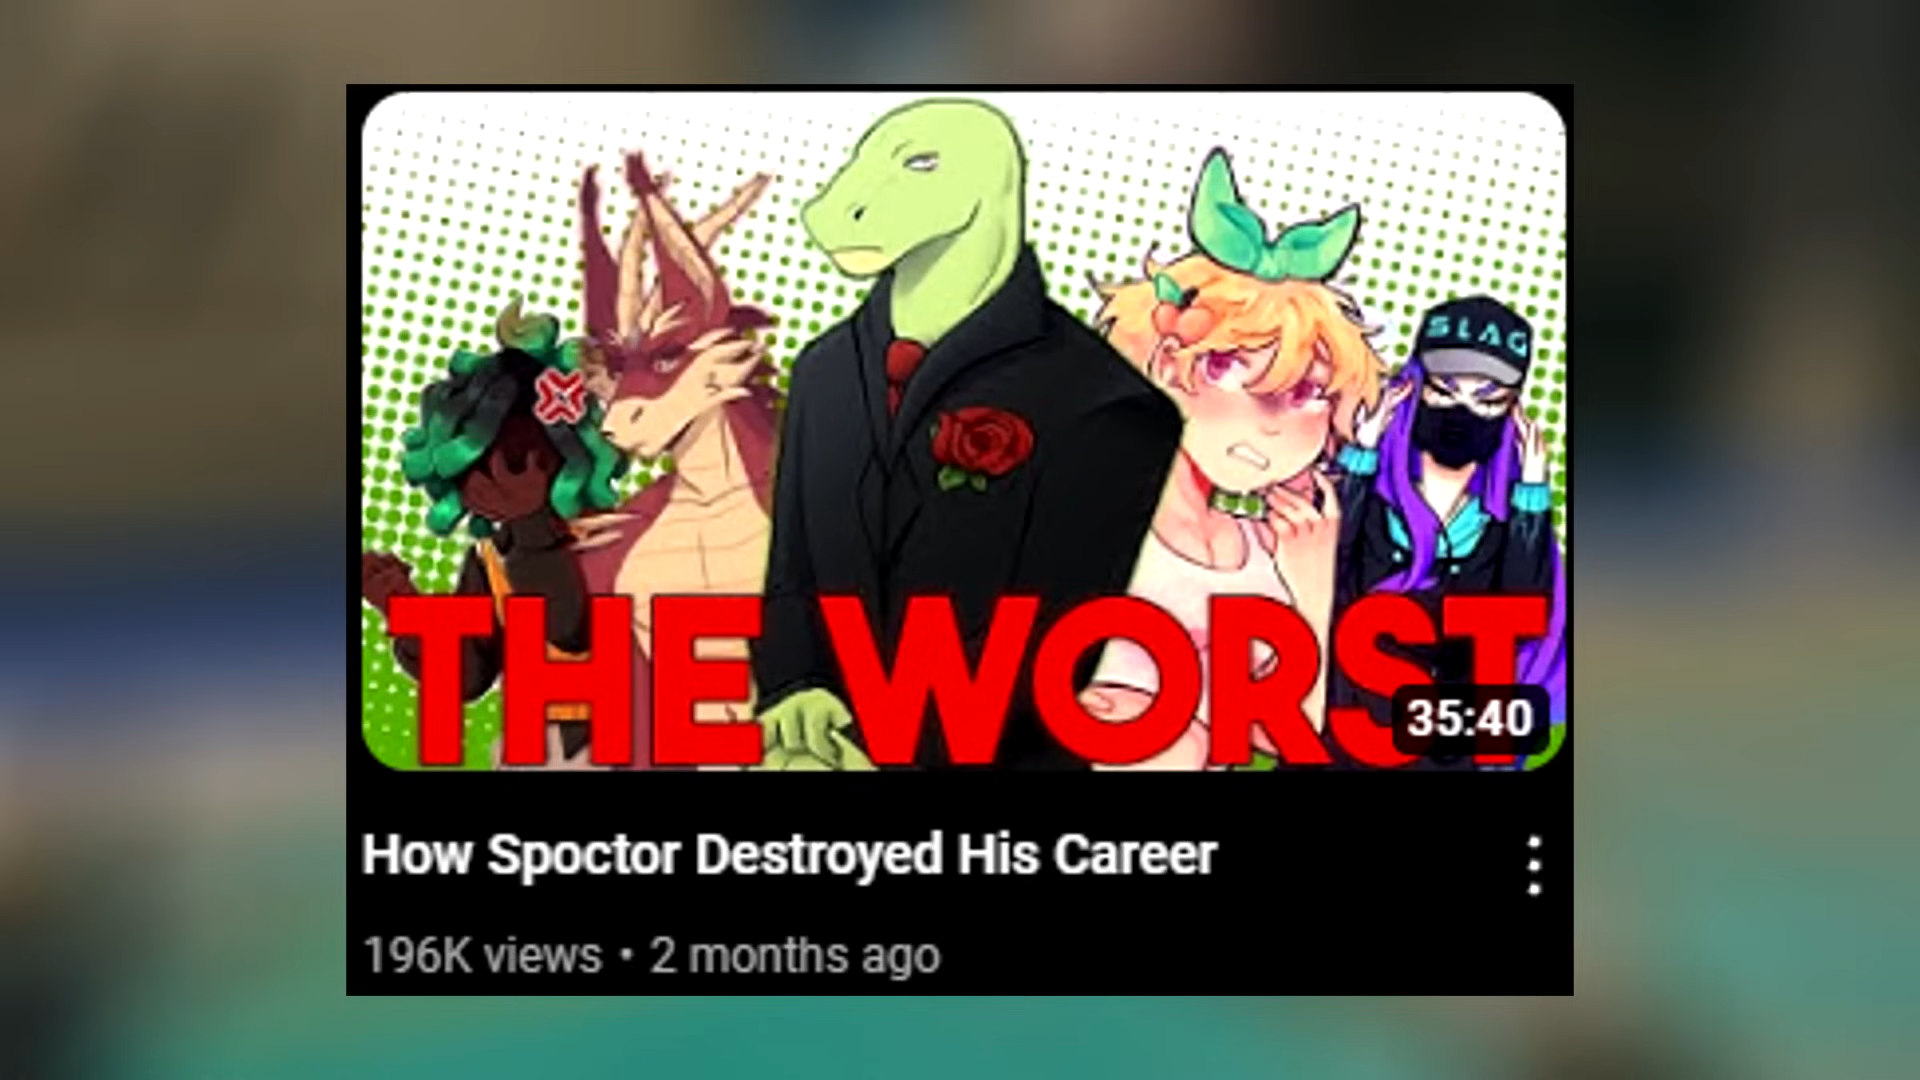 SLAG
THE WORST
35:40
How Spoctor Destroyed His Career
196K views • 2 months ago